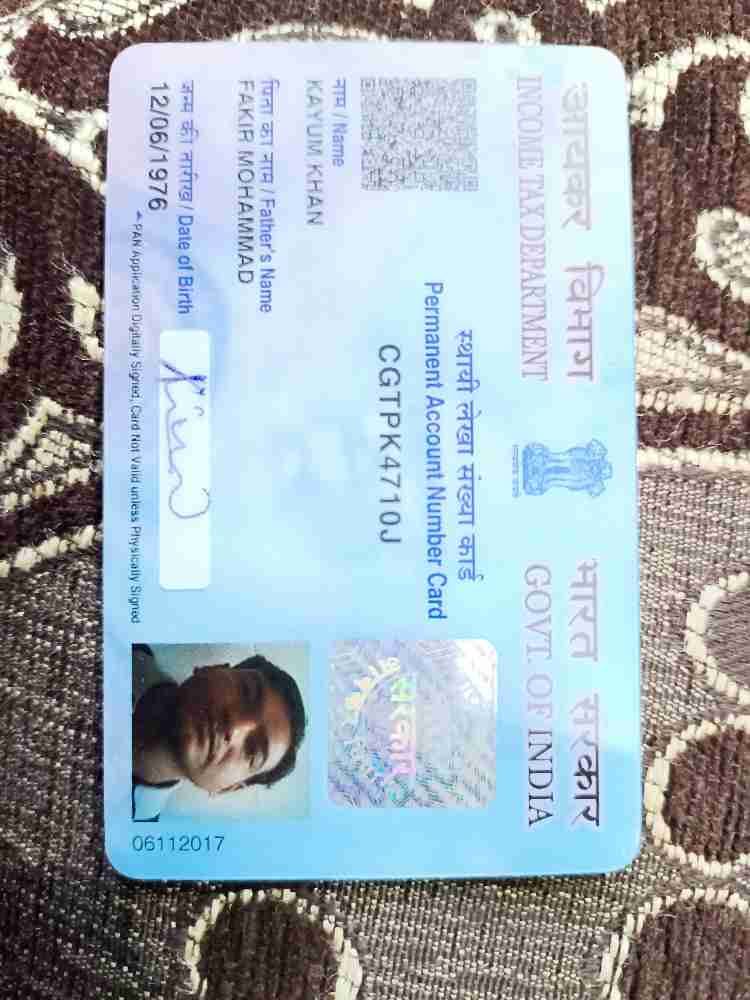 आयकर विभाग
INCOME TAX DEPARTMENT
भारत सरकार
GOVT. OF INDIA
स्थायी लेखा संख्या कार्ड
Permanent Account Number Card
CGTPK4710J
नाम / Name
KAYUM KHAN
पिता का नाम / Father's Name
FAKIR MOHAMMAD
जन्म की तारीख / Date of Birth
12/06/1976
PAN Application Digitally Signed, Card Not Valid unless Physically Signed
06112017